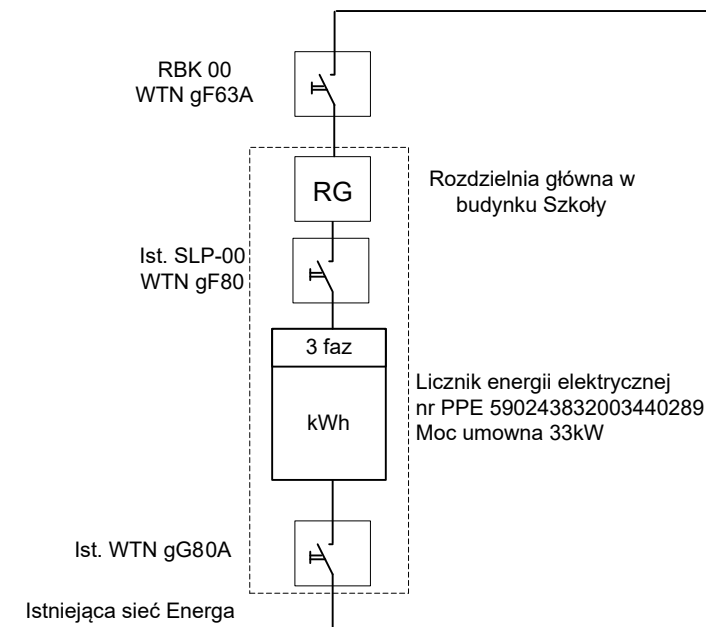 RBK 00
WTN gF63A
RG
Rozdzielnia główna w
budynku Szkoły
Ist. SLP-00
WTN gF80
3 faz
kWh
Licznik energii elektrycznej
nr PPE 590243832003440289
Moc umowna 33kW
Ist. WTN gG80A
Istniejąca sieć Energa